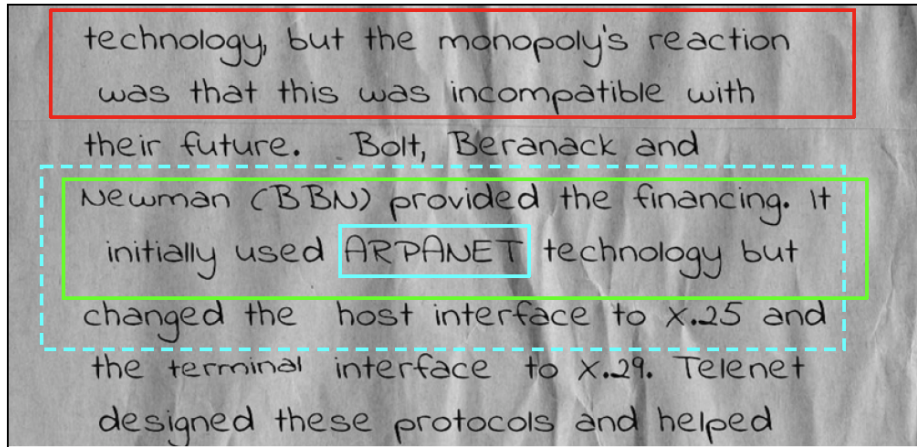 technology, but the monopoly's reaction
was that this was incompatible with
their future. Bolt, Beranack and
Newman (BBN) provided the financing. It
initially used ARPANET technology but
changed the host interface to X.25 and
the terminal interface to X.29. Telenet
designed these protocols and helped